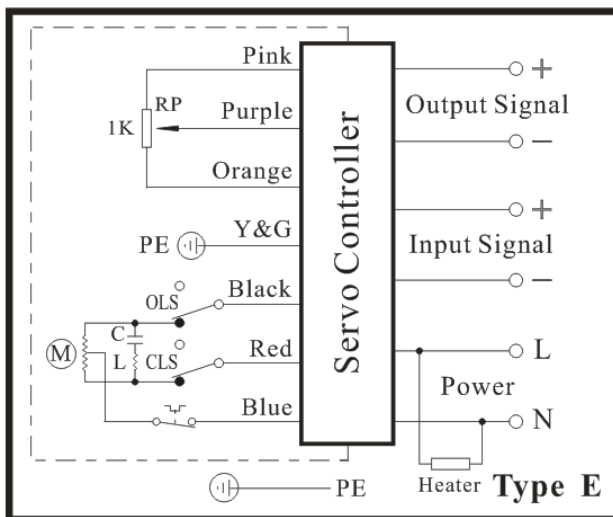 Pink
RP
1K
Purple
Orange
Y&G
PE
OLS
Black
C
M
L
CLS
Red
Blue
PE
Servo Controller
+
Output Signal
−
+
Input Signal
−
L
Power
N
Heater
Type E